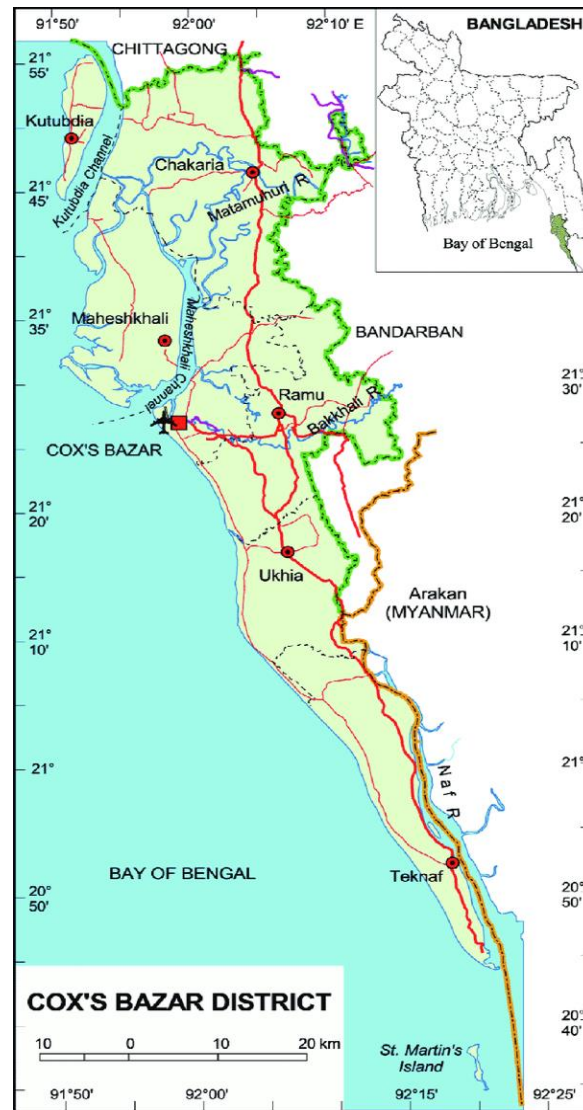 91°50'
92°00'
92°10' E
BANGLADESH
Bay of Bengal
CHITTAGONG
21°
55'
Kutubdia
Kutubdia Channel
Chakaria
Matamuhuri R.
21°
45'
21°
35'
Maheshkhali
Maheshkhali Channel
BANDARBAN
21°
30'
Ramu
Bakkhali R.
COX'S BAZAR
21°
20'
21°
20'
Ukhia
Arakan
(MYANMAR)
21°
10'
21°
10'
21°
21°
Naf R
BAY OF BENGAL
Teknaf
20°
50'
20°
50'
COX'S BAZAR DISTRICT
10 0 10 20 km
20°
40'
St. Martin's
Island
91°50'
92°00'
92°15'
92°25'